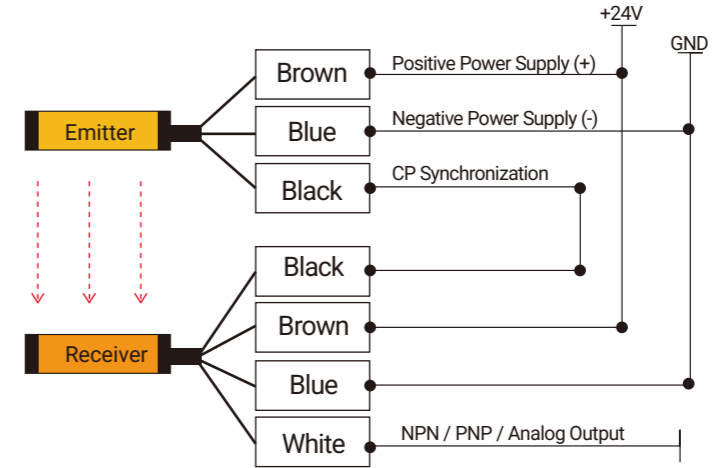 +24V
GND
Brown
Positive Power Supply (+)
Emitter
Blue
Negative Power Supply (-)
Black
CP Synchronization
Black
Brown
Receiver
Blue
White
NPN / PNP / Analog Output